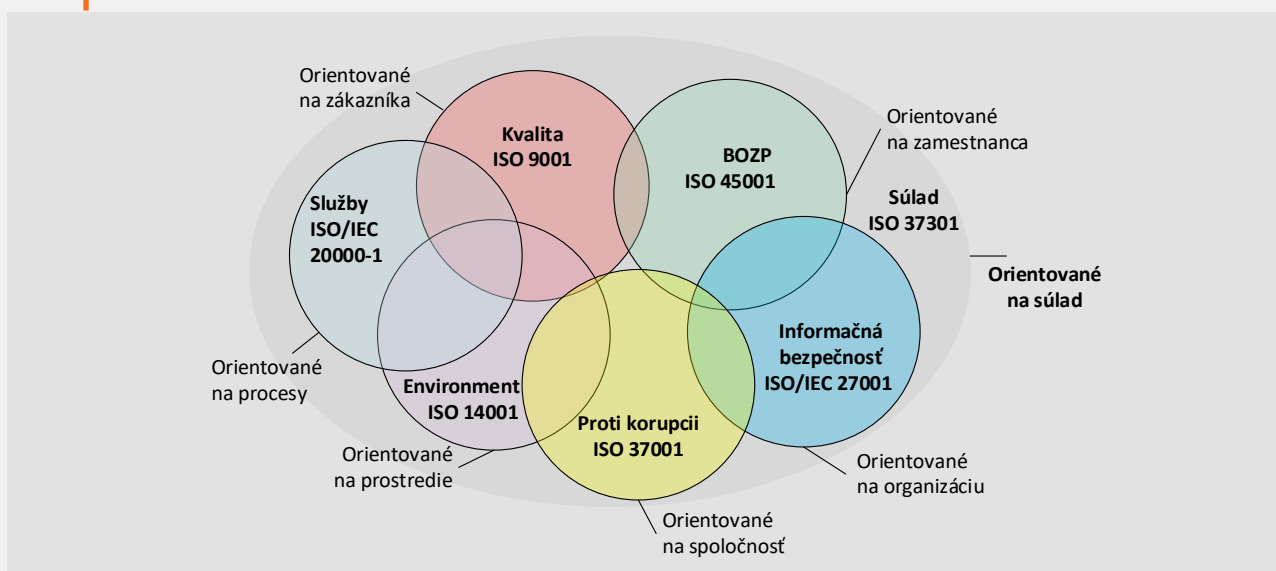 Orientované
na zákazníka
Kvalita
ISO 9001
BOZP
ISO 45001
Orientované
na zamestnanca
Služby
ISO/IEC
20000-1
Súlad
ISO 37301
Orientované
na súlad
Informačná
bezpečnosť
ISO/IEC 27001
Orientované
na procesy
Environment
ISO 14001
Proti korupcii
ISO 37001
Orientované
na prostredie
Orientované
na organizáciu
Orientované
na spoločnosť